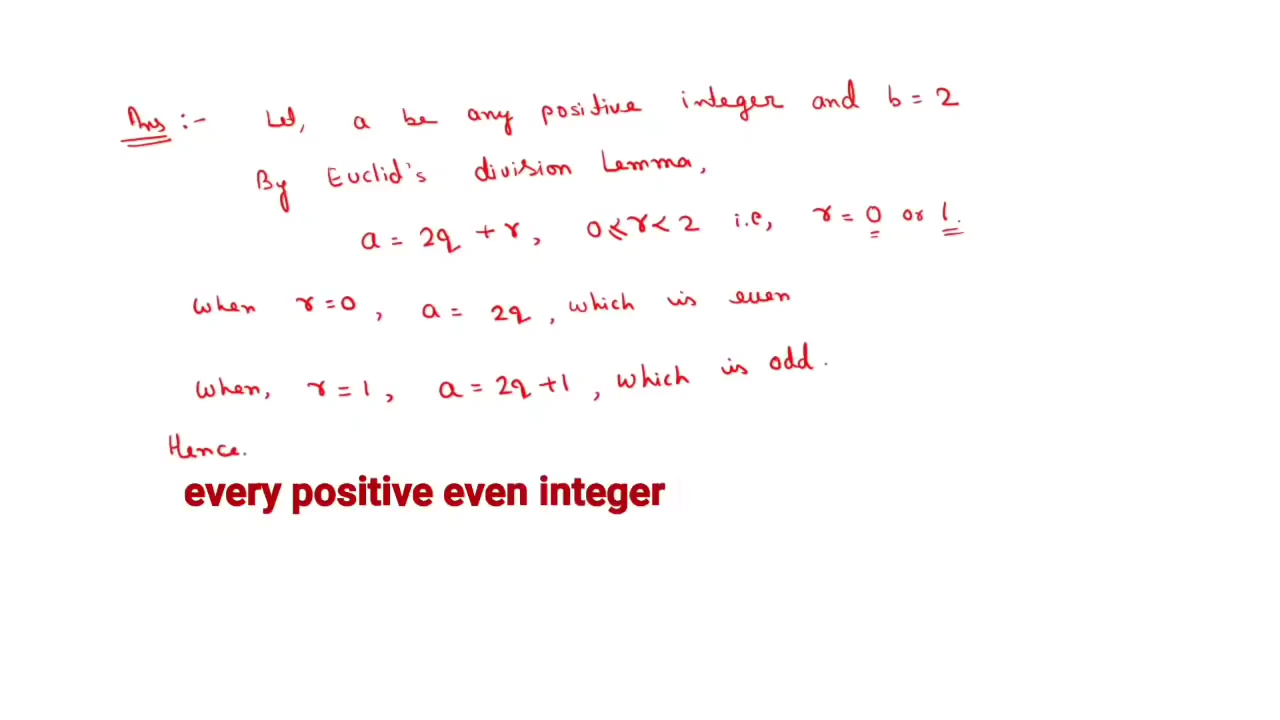 Ans :- Let, a be any positive integer and b = 2
By Euclid's division Lemma,
a = 2q + r, 0 ≤ r < 2 i.e, r = 0 or 1.
when r = 0, a = 2q, which is even
when, r = 1, a = 2q + 1, which is odd.
Hence.
every positive even integer